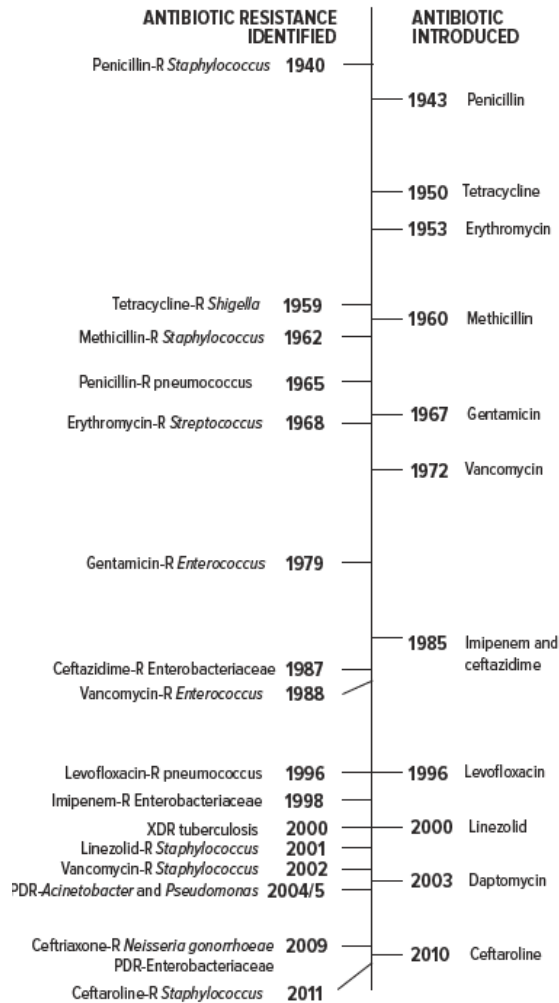 ANTIBIOTIC RESISTANCE
IDENTIFIED
ANTIBIOTIC
INTRODUCED
Penicillin-R Staphylococcus 1940
1943 Penicillin
1950 Tetracycline
1953 Erythromycin
Tetracycline-R Shigella 1959
1960 Methicillin
Methicillin-R Staphylococcus 1962
Penicillin-R pneumococcus 1965
1967 Gentamicin
Erythromycin-R Streptococcus 1968
1972 Vancomycin
Gentamicin-R Enterococcus 1979
1985 Imipenem and
ceftazidime
Ceftazidime-R Enterobacteriaceae 1987
Vancomycin-R Enterococcus 1988
Levofloxacin-R pneumococcus 1996
1996 Levofloxacin
Imipenem-R Enterobacteriaceae 1998
XDR tuberculosis 2000
2000 Linezolid
Linezolid-R Staphylococcus 2001
Vancomycin-R Staphylococcus 2002
2003 Daptomycin
PDR-Acinetobacter and Pseudomonas 2004/5
Ceftriaxone-R Neisseria gonorrhoeae 2009
PDR-Enterobacteriaceae
2010 Ceftaroline
Ceftaroline-R Staphylococcus 2011